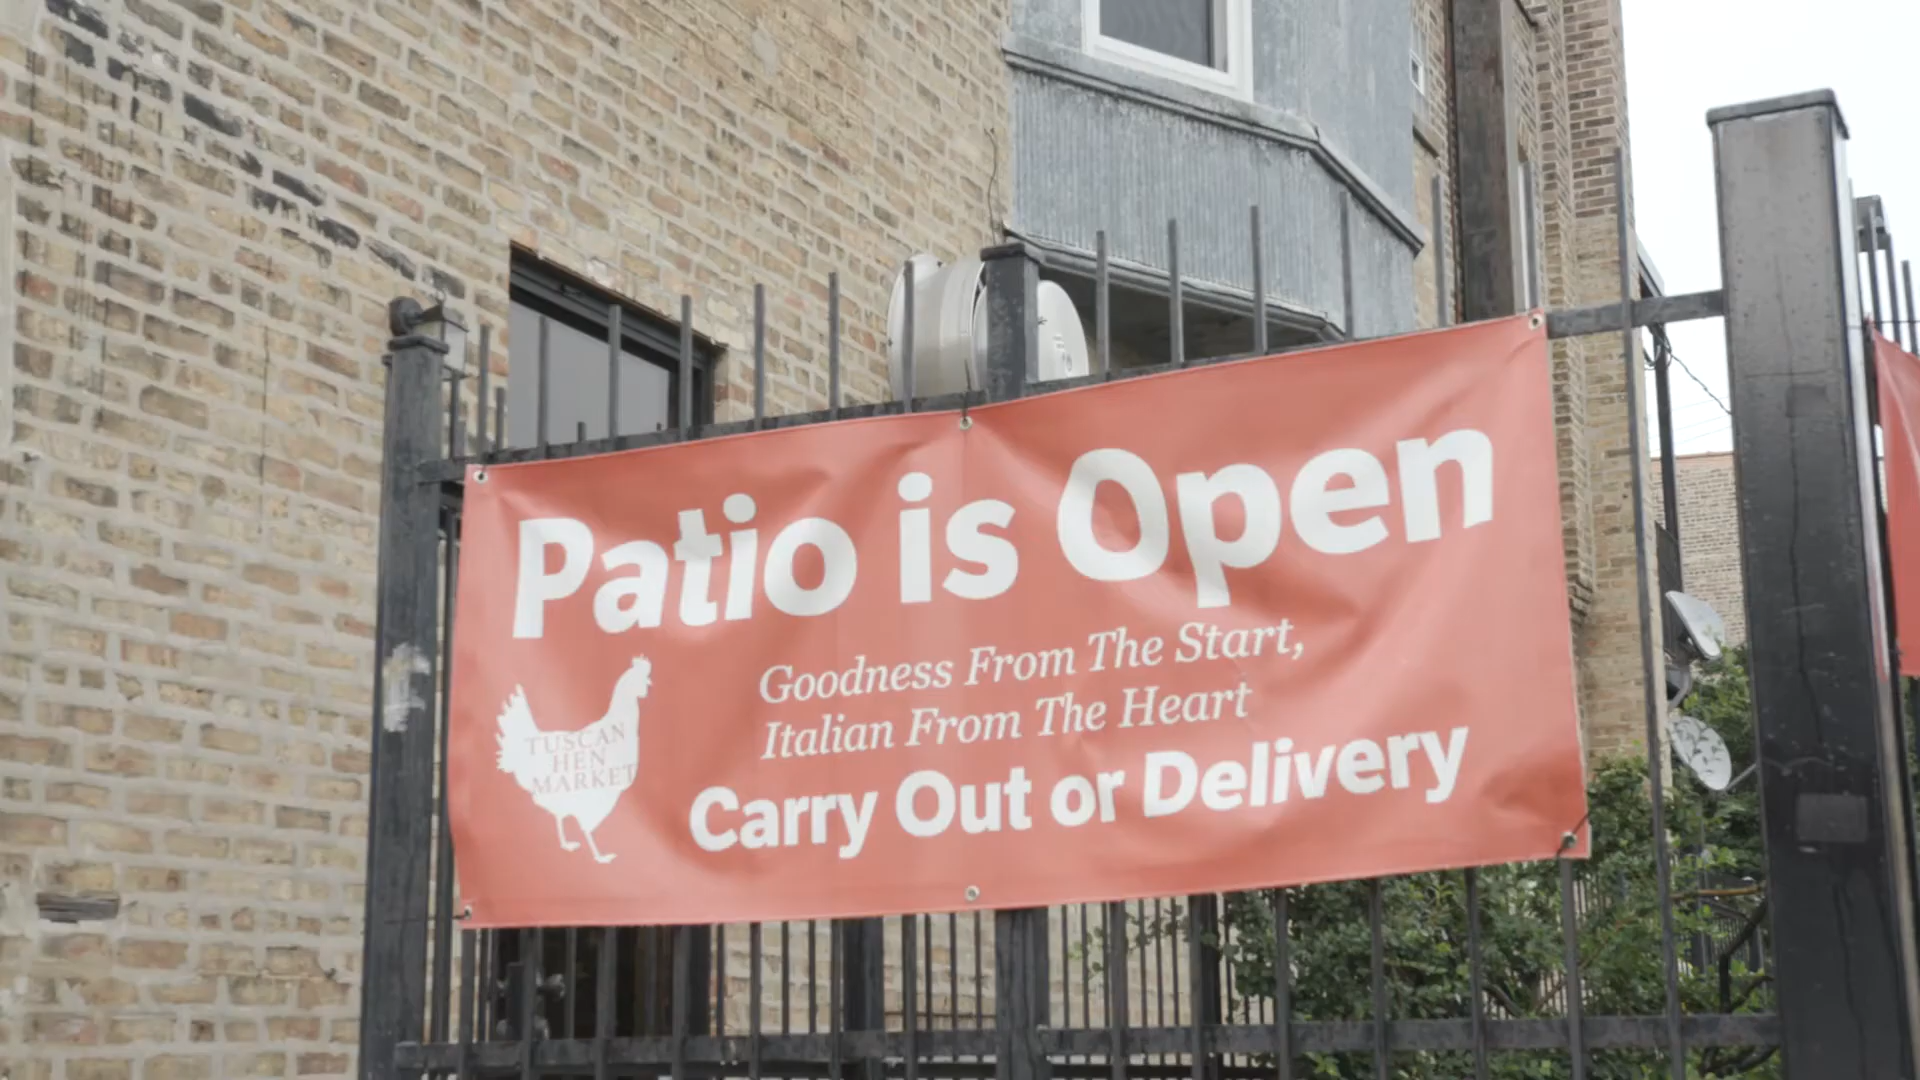 Patio is Open
Goodness From The Start,
Italian From The Heart
TUSCAN
HEN
MARKET
Carry Out or Delivery